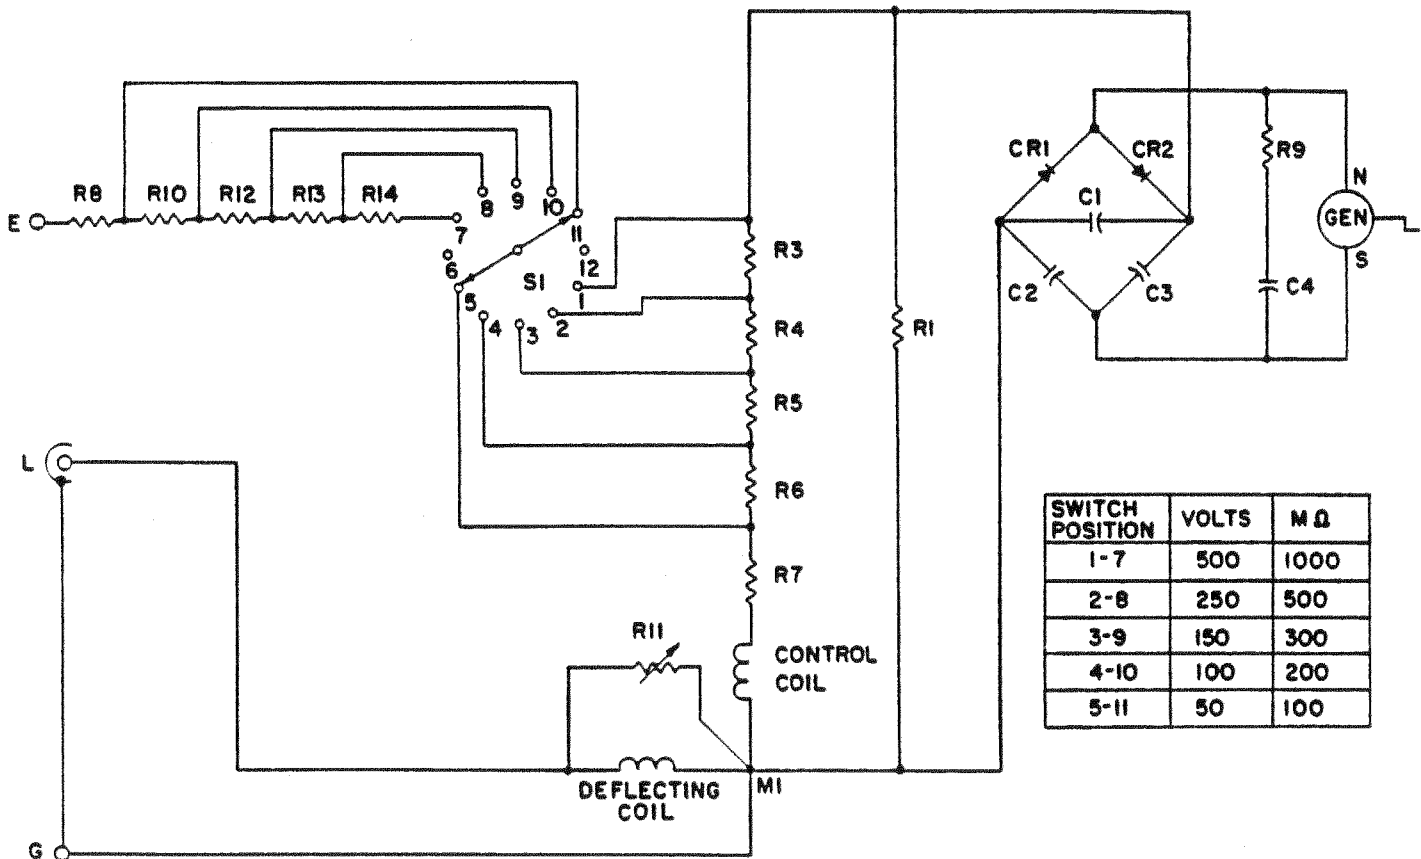 R8
R10
R12
R13
R14
E
7
8
9
10
11
12
6
5
S1
1
4
3
2
R3
R4
R5
R6
R7
R1
CR1
CR2
C1
C2
C3
R9
C4
N
GEN
S
L
R11
CONTROL
COIL
DEFLECTING
COIL
M1
G
SWITCH POSITION VOLTS MΩ
1-7 500 1000
2-8 250 500
3-9 150 300
4-10 100 200
5-11 50 100